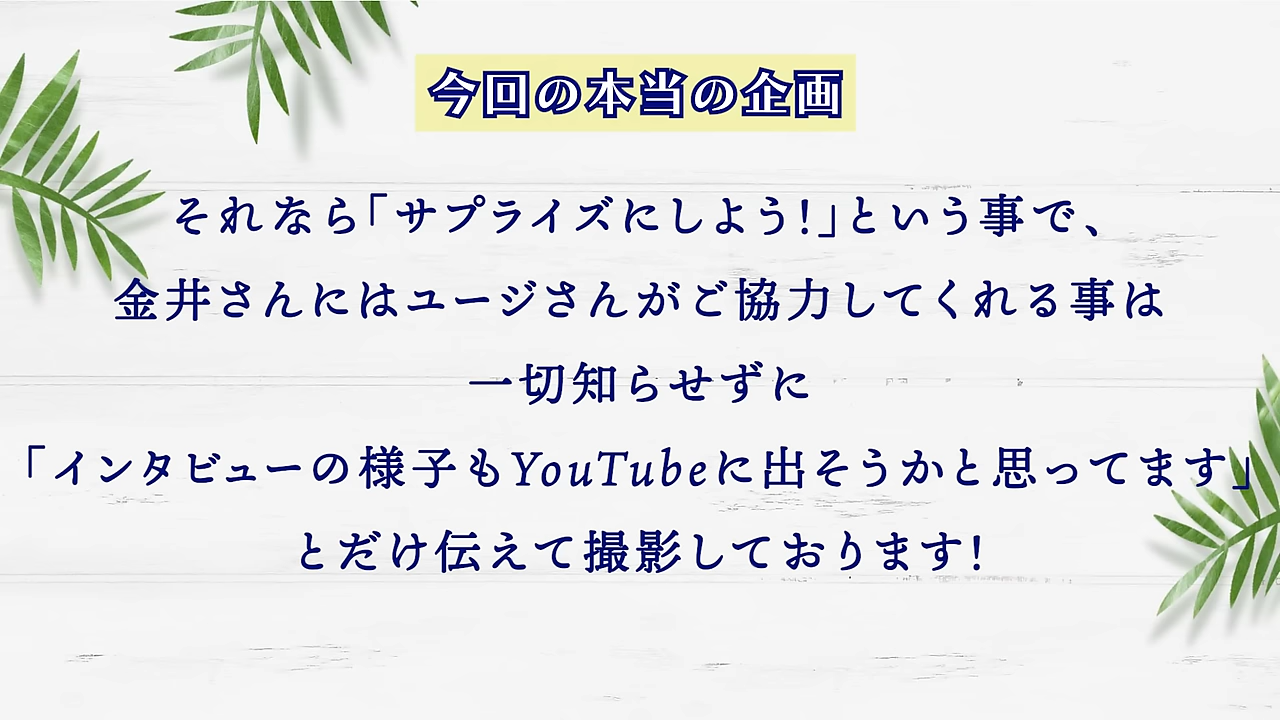 今回の本当の企画
それなら「サプライズにしよう!」という事で、
金井さんにはユージさんがご協力してくれる事は
一切知らせずに
「インタビューの様子もYouTubeに出そうかと思ってます」
とだけ伝えて撮影しております!